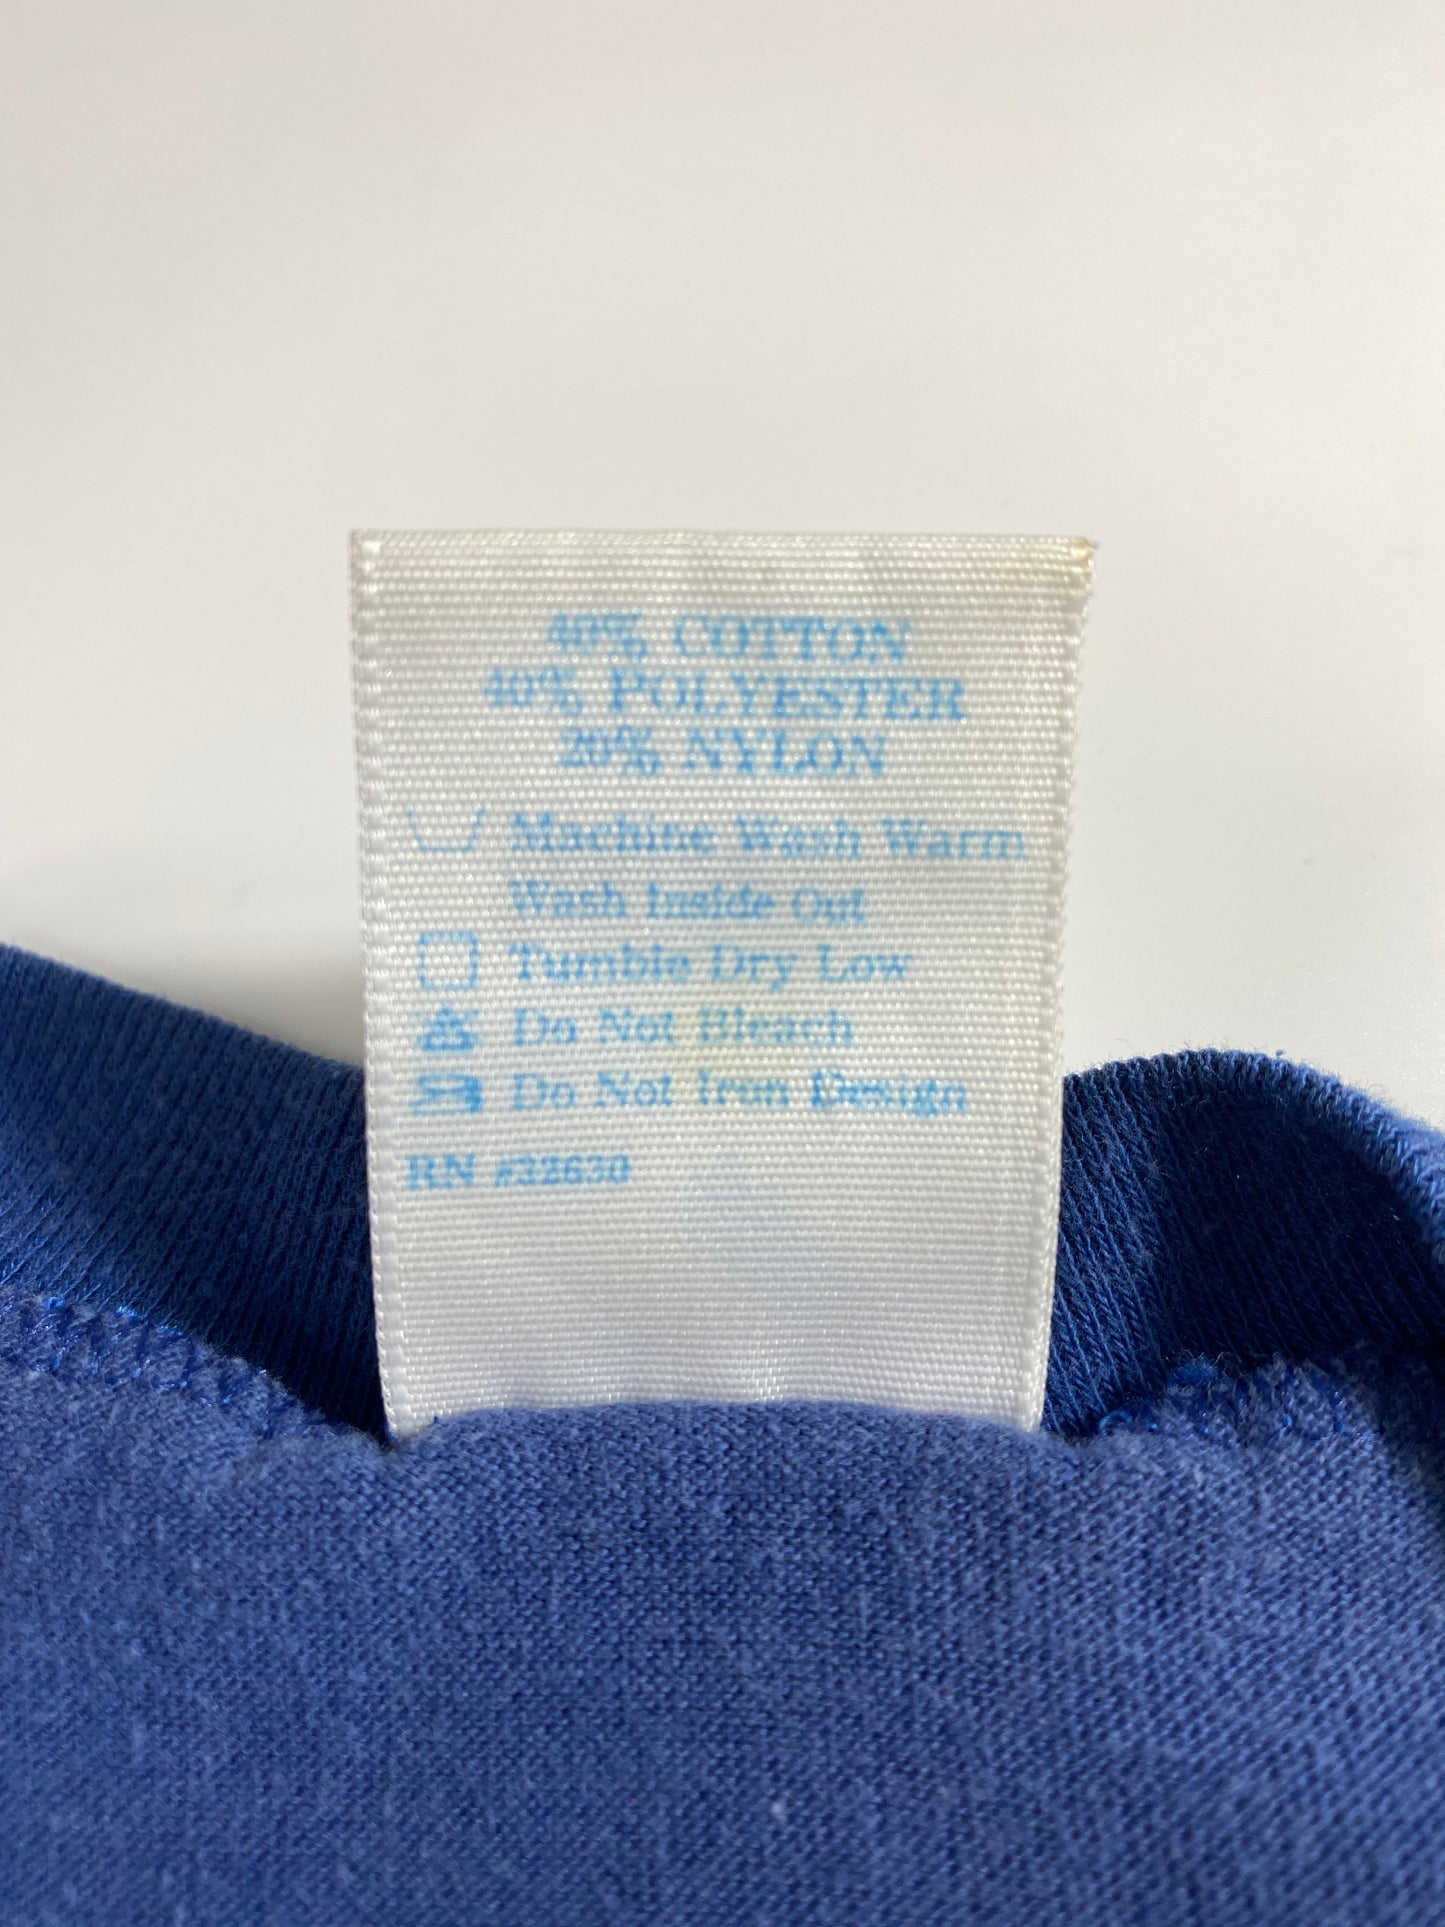 40% COTTON
40% POLYESTER
20% NYLON
Machine Wash Warm
Wash Inside Out
Tumble Dry Low
Do Not Bleach
Do Not Iron Design
RN #32630